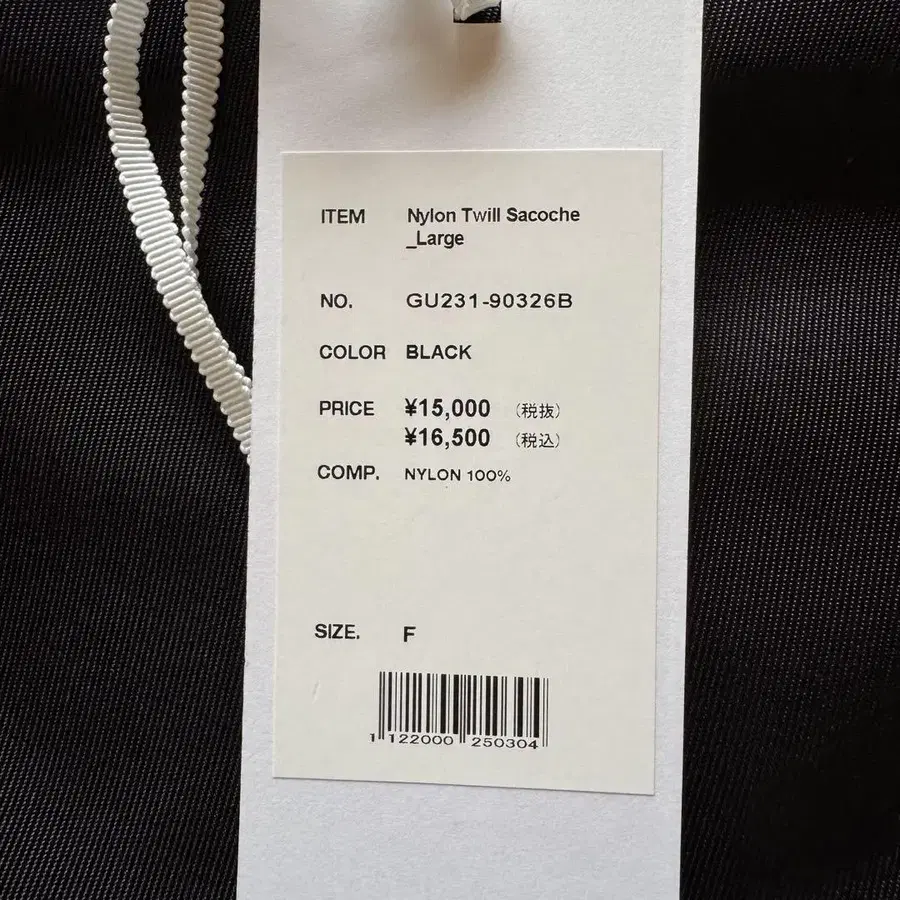 ITEM Nylon Twill Sacoche
_Large
NO. GU231-90326B
COLOR BLACK
PRICE ¥15,000 （税抜）
¥16,500 （税込）
COMP. NYLON 100%
SIZE. F
1 122000 250304